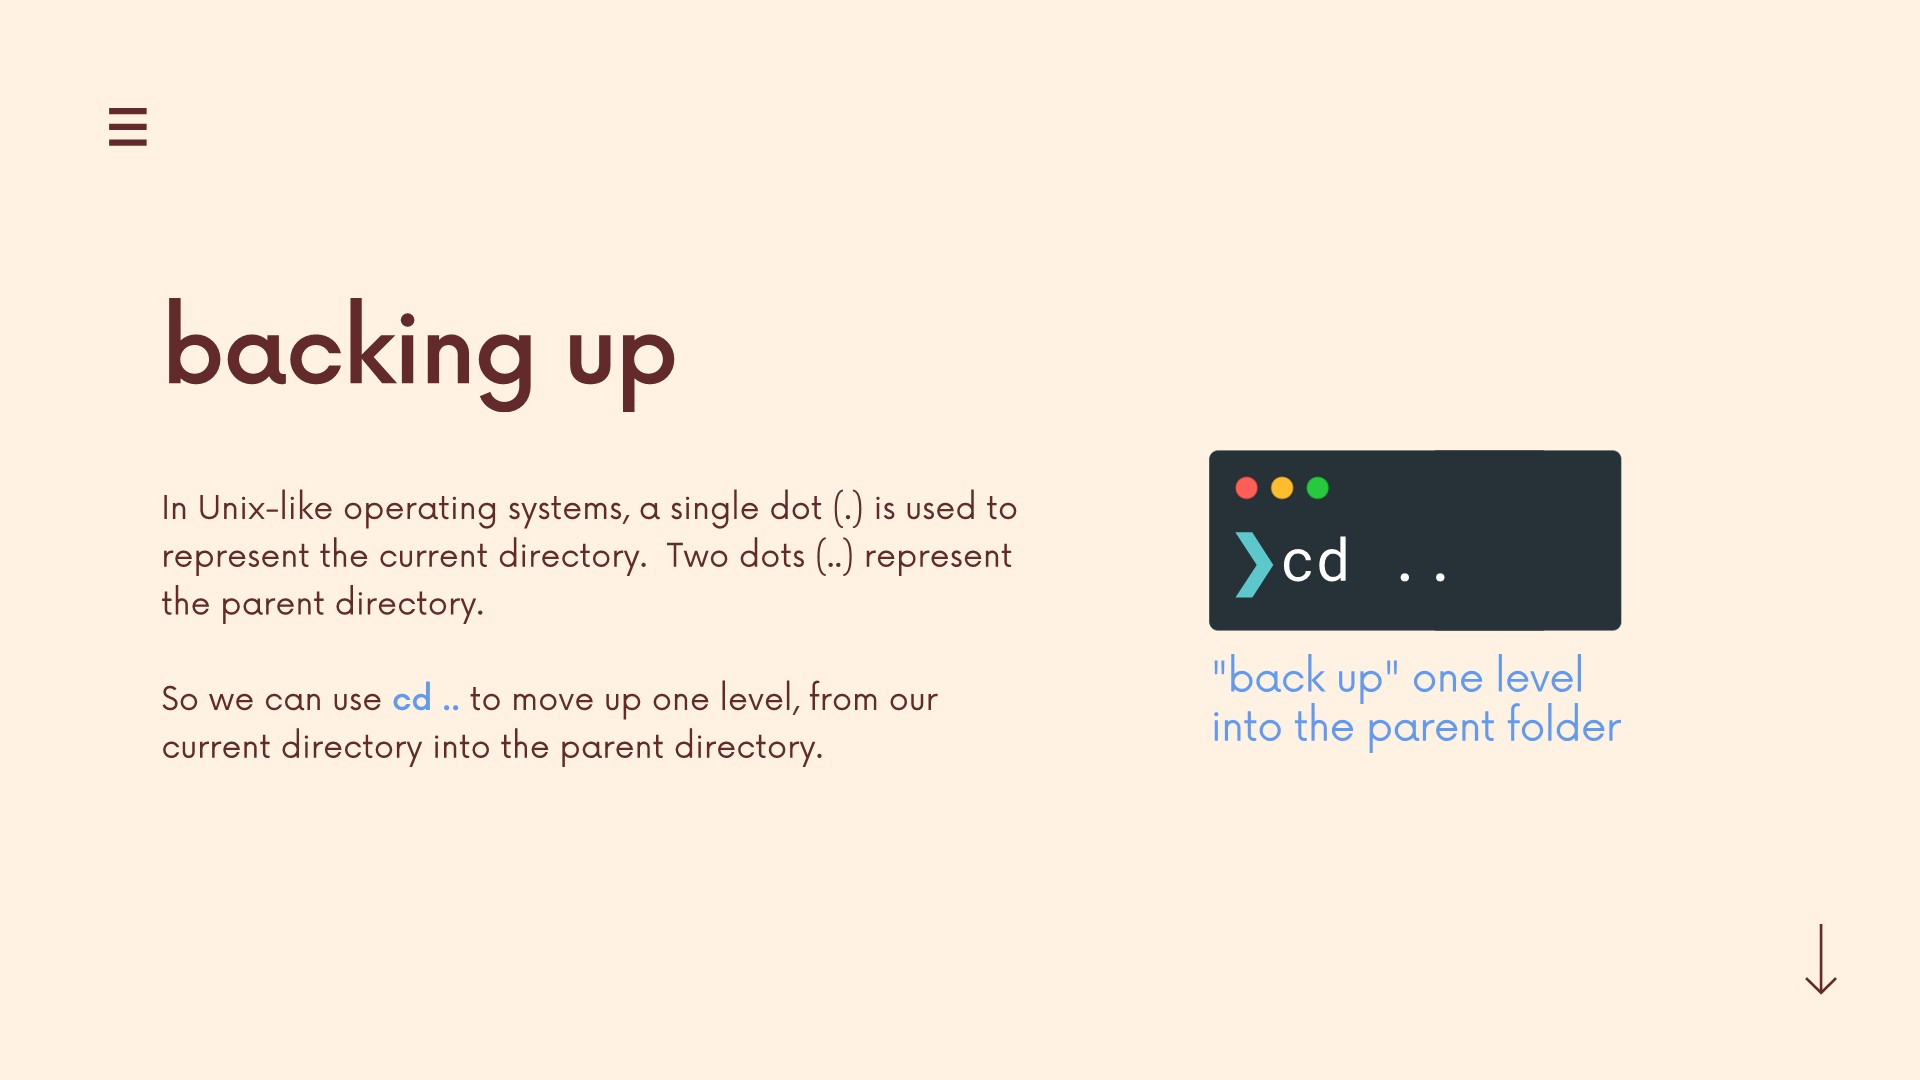 backing up
In Unix-like operating systems, a single dot (.) is used to
represent the current directory.  Two dots (..) represent
the parent directory.
So we can use cd .. to move up one level, from our
current directory into the parent directory.
❯cd ..
"back up" one level
into the parent folder